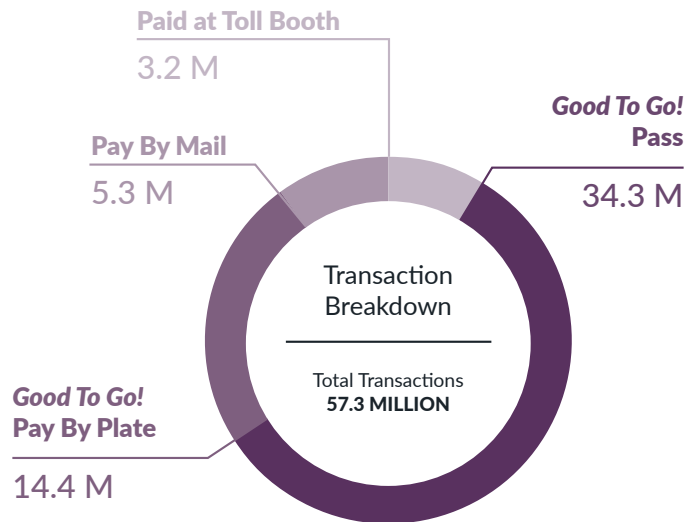 Paid at Toll Booth
3.2 M
Good To Go!
Pass
34.3 M
Pay By Mail
5.3 M
Transaction
Breakdown
Total Transactions
57.3 MILLION
Good To Go!
Pay By Plate
14.4 M